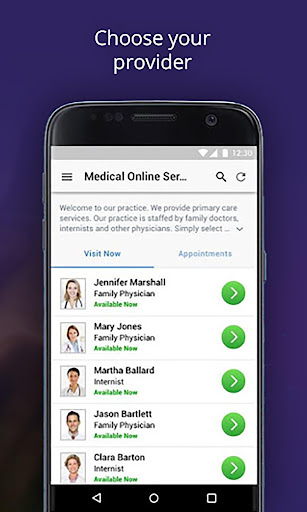 Choose your
provider
12:30
Medical Online Ser...
Welcome to our practice. We provide primary care
services. Our practice is staffed by family doctors,
internists and other physicians. Simply select ...
Visit Now
Appointments
Jennifer Marshall
Family Physician
Available Now
Mary Jones
Family Physician
Available Now
Martha Ballard
Internist
Available Now
Jason Bartlett
Family Physician
Available Now
Clara Barton
Internist
Available Now